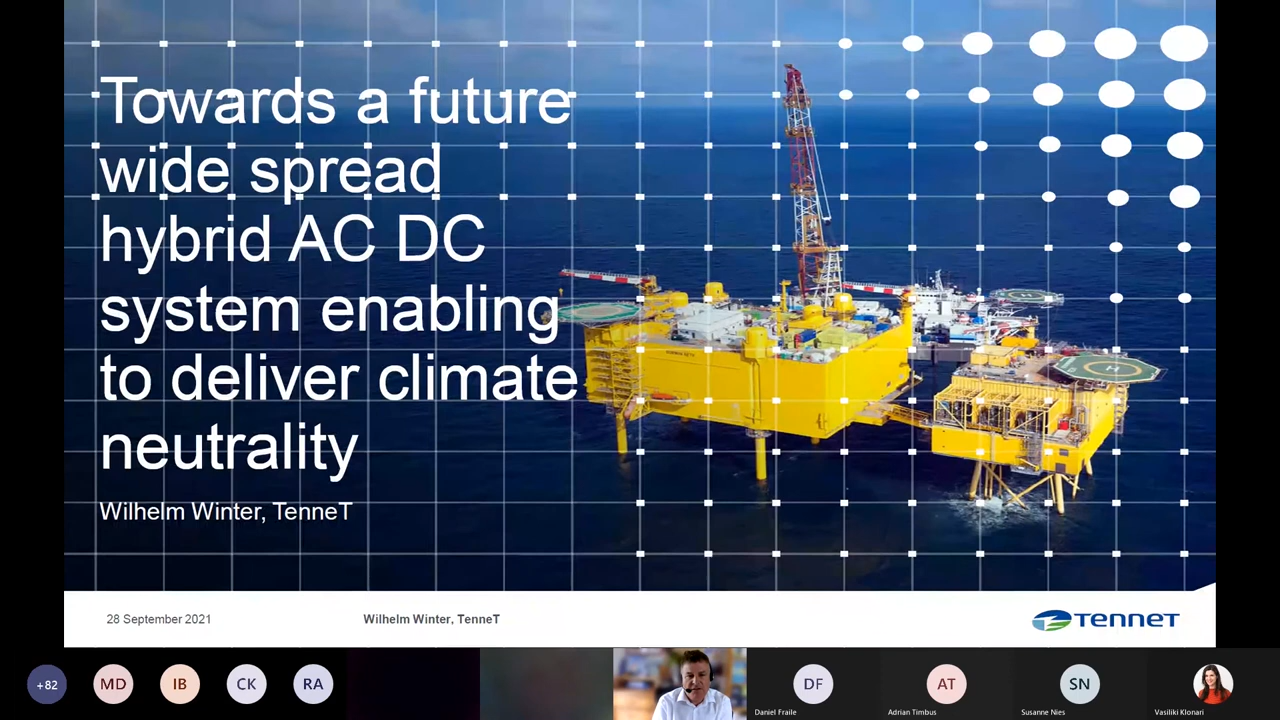 Towards a future
wide spread
hybrid AC DC
system enabling
to deliver climate
neutrality
Wilhelm Winter, TenneT
28 September 2021
Wilhelm Winter, TenneT
TENNET
+82
MD
IB
CK
RA
DF
AT
SN
Daniel Fraile
Adrian Timbus
Susanne Nies
Vasiliki Klonari
H